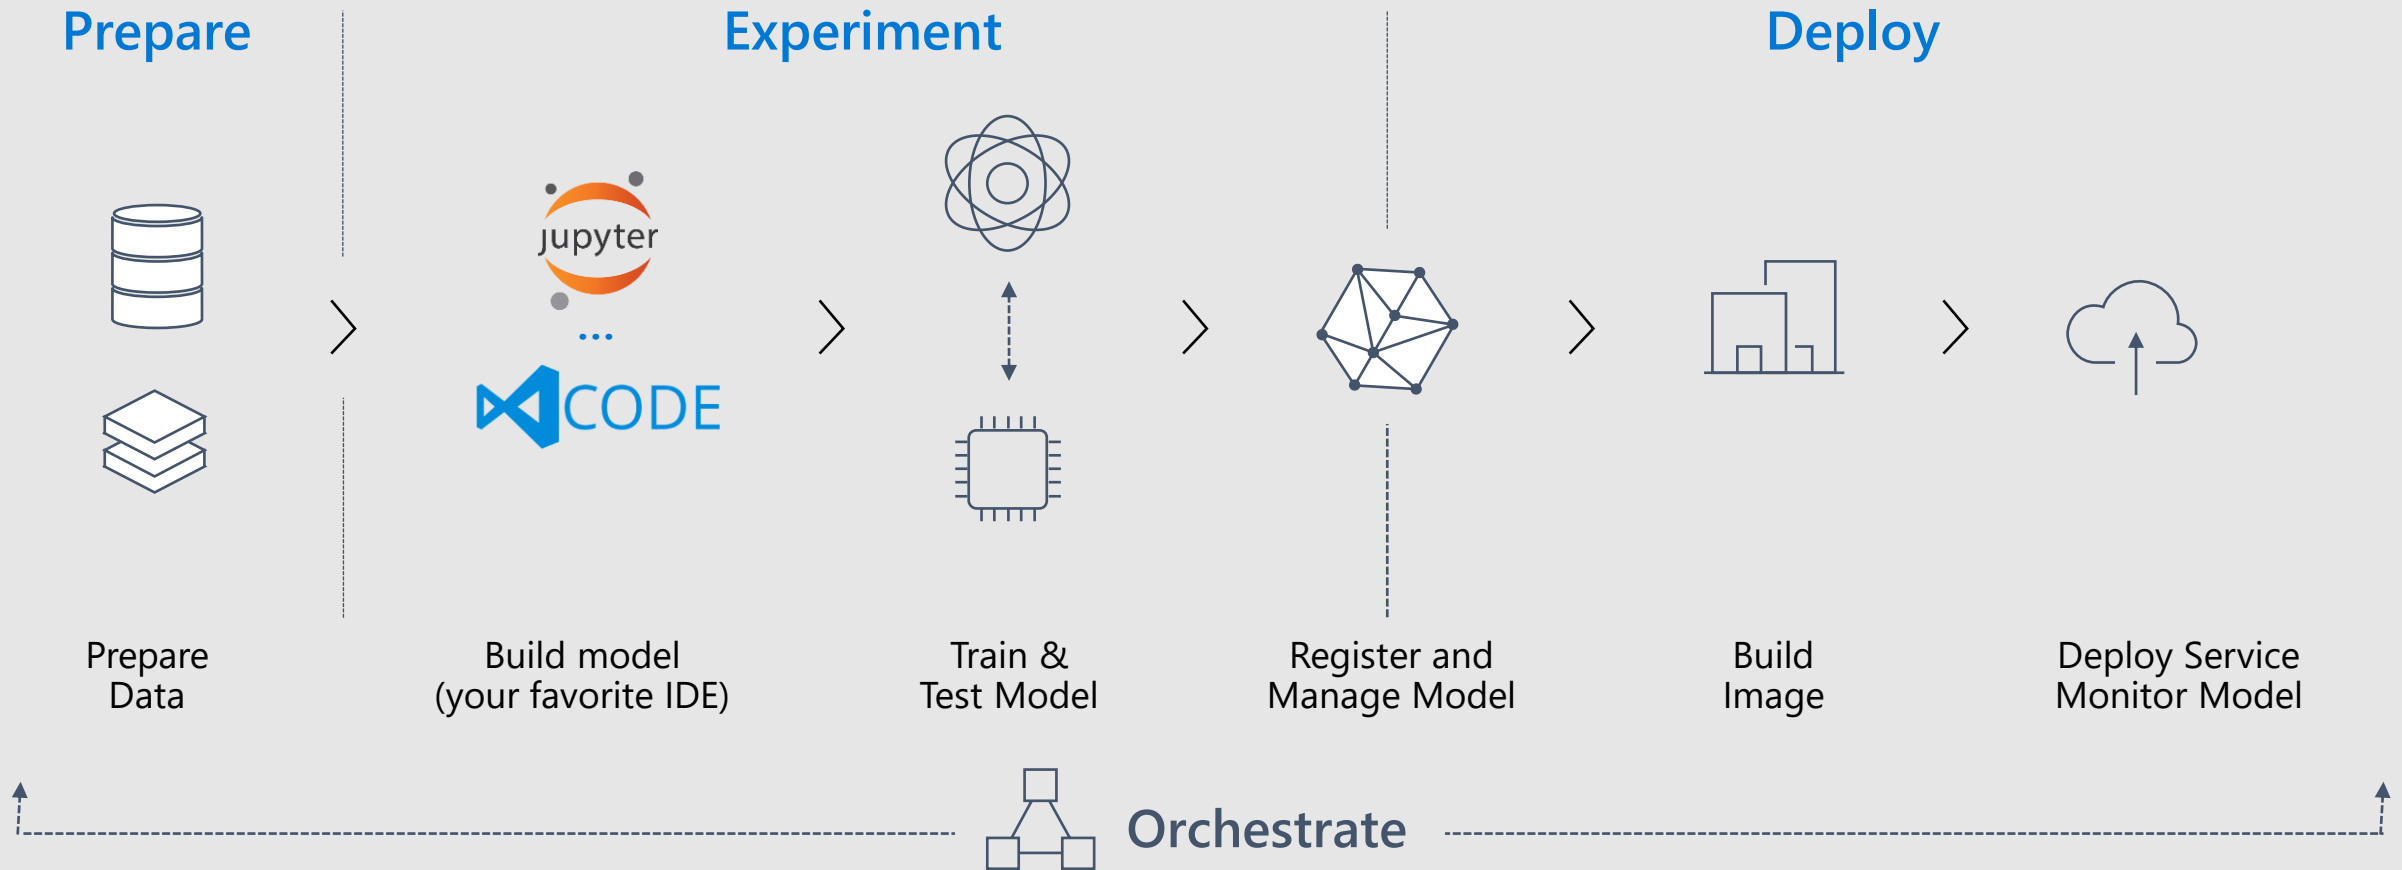 Prepare
Experiment
Deploy
jupyter
...
CODE
Prepare
Data
Build model
(your favorite IDE)
Train &
Test Model
Register and
Manage Model
Build
Image
Deploy Service
Monitor Model
Orchestrate